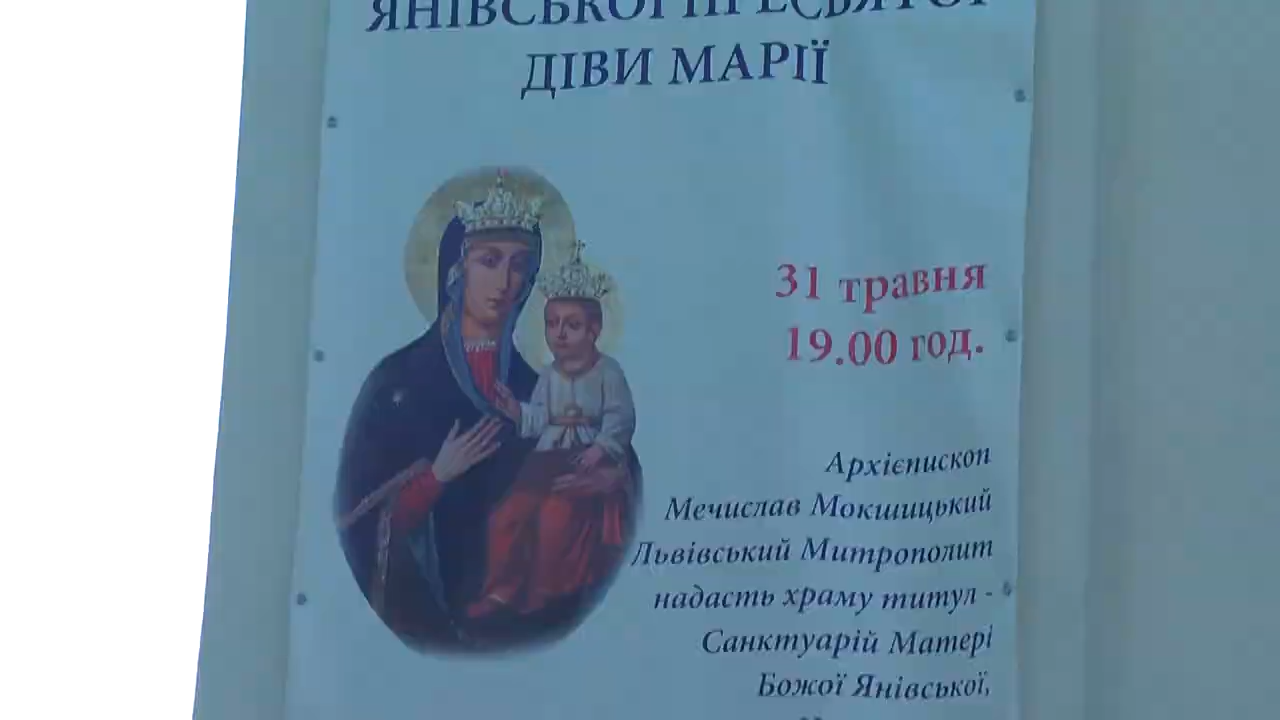 ЯНІВСЬКОЇ ПРЕСВЯТОЇ
ДІВИ МАРІЇ
31 травня
19.00 год.
Архієпископ
Мечислав Мокшицький
Львівський Митрополит
надасть храму титул -
Санктуарій Матері
Божої Янівської,